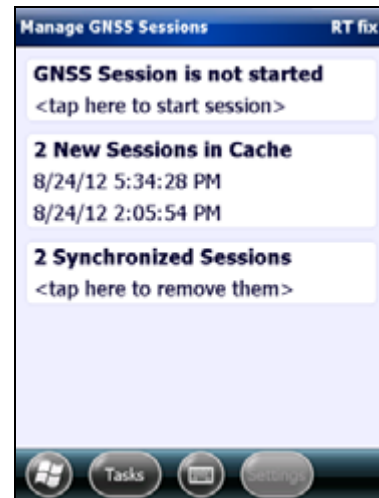 Manage GNSS Sessions RT fix
GNSS Session is not started
<tap here to start session>
2 New Sessions in Cache
8/24/12 5:34:28 PM
8/24/12 2:05:54 PM
2 Synchronized Sessions
<tap here to remove them>
Tasks Settings